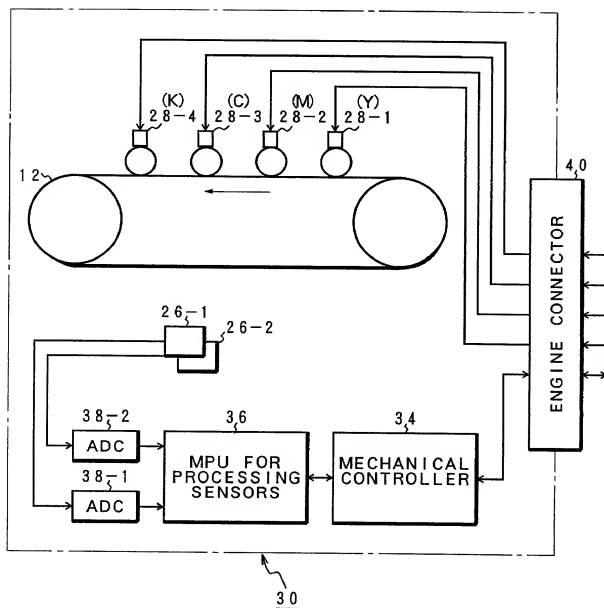 (K) (C) (M) (Y)
28-4 28-3 28-2 28-1
12
40
ENGINE CONNECTOR
26-1
26-2
38-2
ADC
38-1
ADC
36
MPU FOR
PROCESSING
SENSORS
34
MECHANICAL
CONTROLLER
30